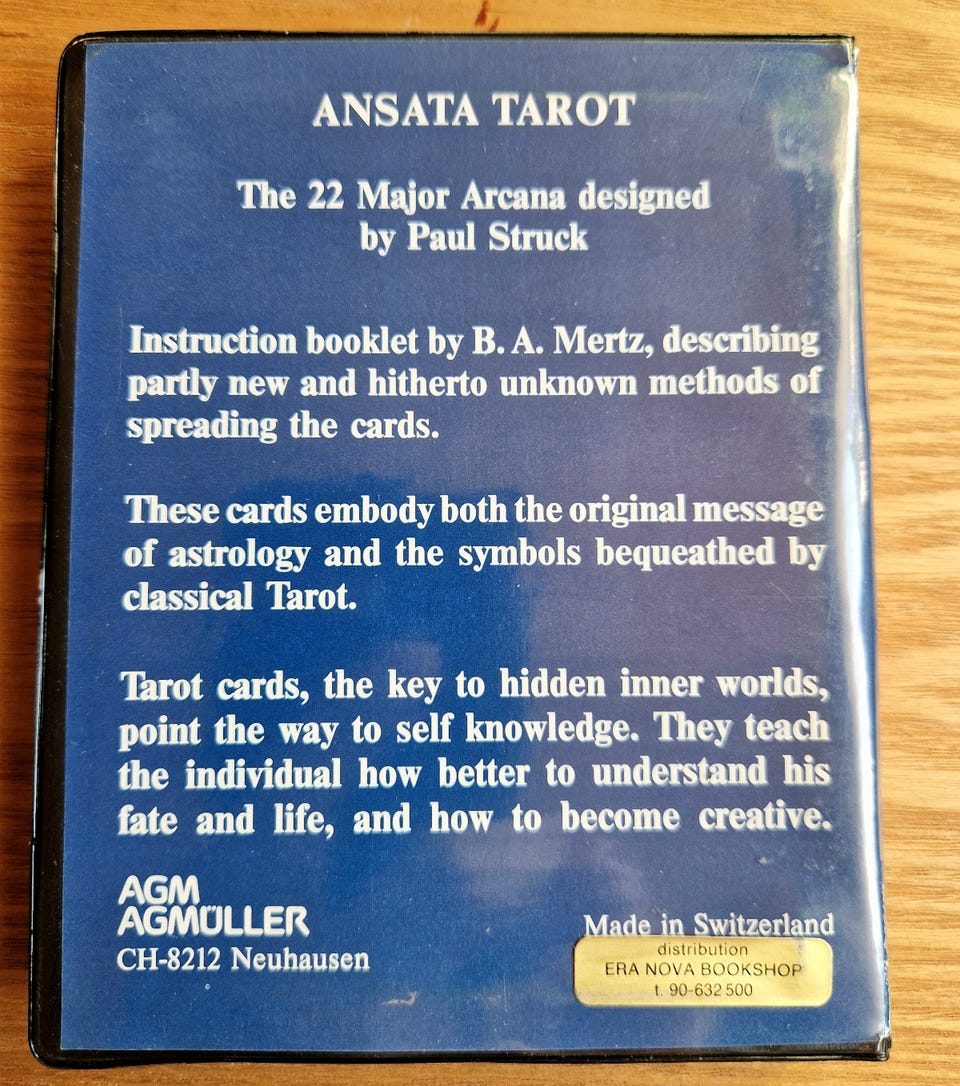 ANSATA TAROT
The 22 Major Arcana designed
by Paul Struck
Instruction booklet by B. A. Mertz, describing
partly new and hitherto unknown methods of
spreading the cards.
These cards embody both the original message
of astrology and the symbols bequeathed by
classical Tarot.
Tarot cards, the key to hidden inner worlds,
point the way to self knowledge. They teach
the individual how better to understand his
fate and life, and how to become creative.
AGM
AGMÜLLER
CH-8212 Neuhausen
Made in Switzerland
distribution
ERA NOVA BOOKSHOP
t. 90-632 500